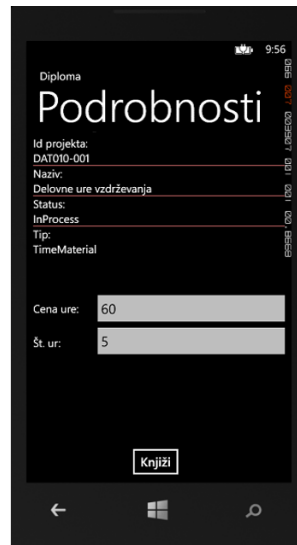 9:56
Diploma
Podrobnosti
Id projekta:
DAT010-001
Naziv:
Delovne ure vzdrževanja
Status:
InProcess
Tip:
TimeMaterial
Cena ure: 60
Št. ur: 5
Knjiži